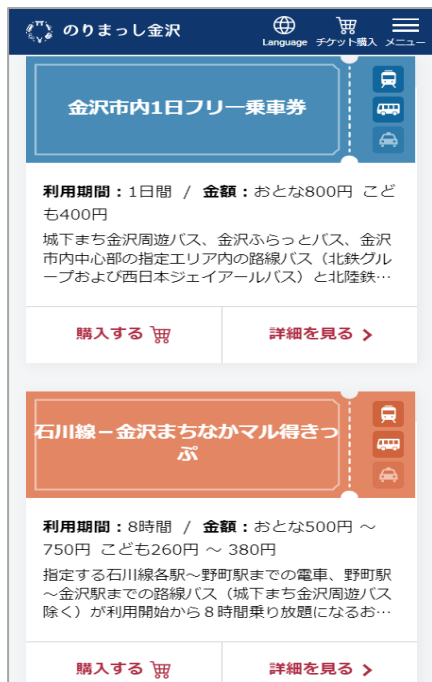 のりまっし金沢
Language チケット購入 メニュー
金沢市内1日フリー乗車券
利用期間：1日間 / 金額：おとな800円 こど
も400円
城下まち金沢周遊バス、金沢ふらっとバス、金沢
市内中心部の指定エリア内の路線バス（北鉄グル
ープおよび西日本ジェイアールバス）と北陸鉄…
購入する 詳細を見る
石川線－金沢まちなかマル得きっ
ぷ
利用期間：8時間 / 金額：おとな500円 ～
750円 こども260円 ～ 380円
指定する石川線各駅～野町駅までの電車、野町駅
～金沢駅までの路線バス（城下まち金沢周遊バス
除く）が利用開始から８時間乗り放題になるお…
購入する 詳細を見る